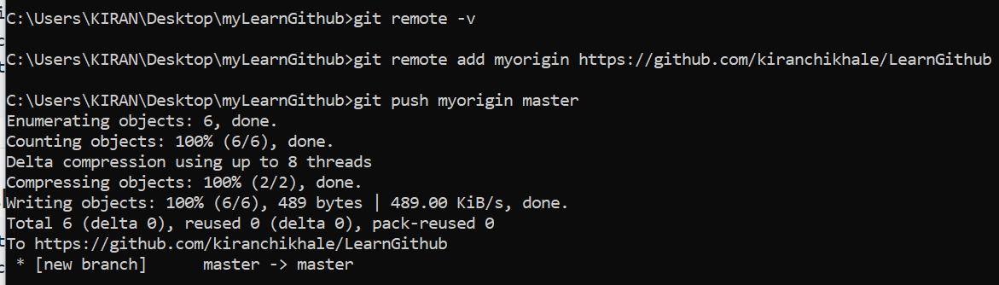 C:\Users\KIRAN\Desktop\myLearnGithub>git remote -v
C:\Users\KIRAN\Desktop\myLearnGithub>git remote add myorigin https://github.com/kiranchikhale/LearnGithub
C:\Users\KIRAN\Desktop\myLearnGithub>git push myorigin master
Enumerating objects: 6, done.
Counting objects: 100% (6/6), done.
Delta compression using up to 8 threads
Compressing objects: 100% (2/2), done.
Writing objects: 100% (6/6), 489 bytes | 489.00 KiB/s, done.
Total 6 (delta 0), reused 0 (delta 0), pack-reused 0
To https://github.com/kiranchikhale/LearnGithub
 * [new branch]      master -> master